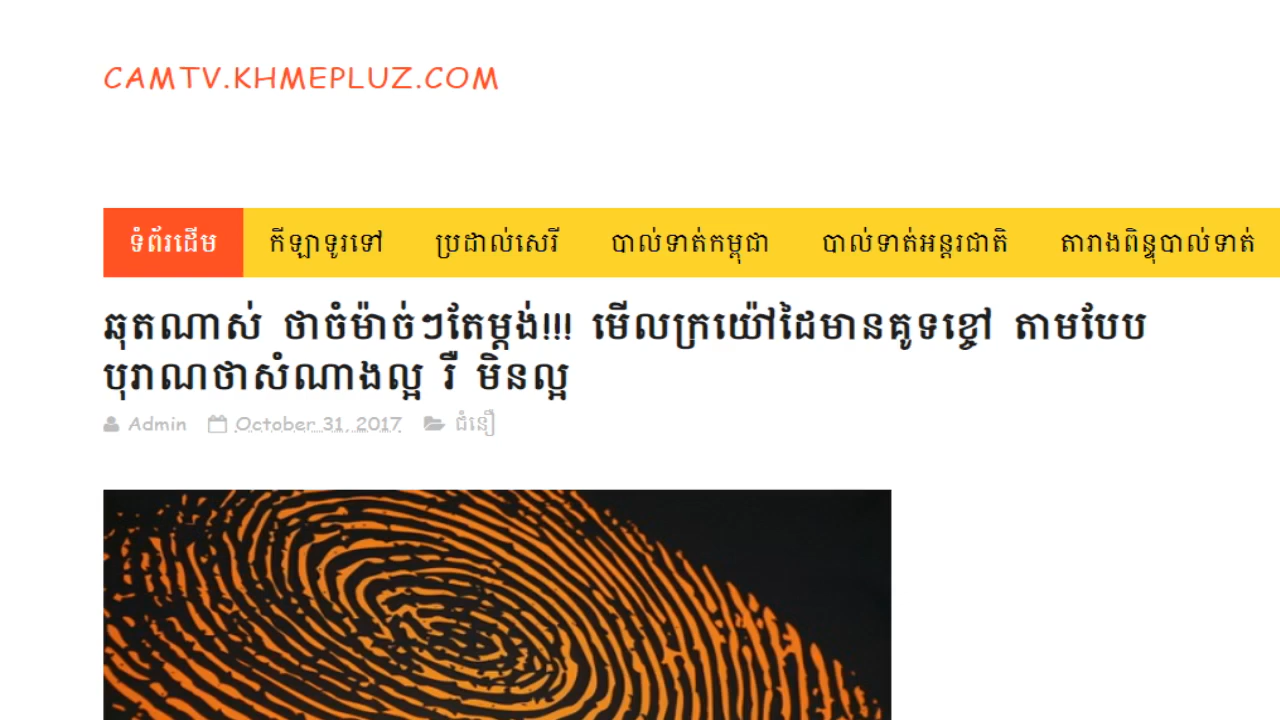 CAMTV.KHMEPLUZ.COM
ទំព័រដើម កីឡាទូរទៅ ប្រដាល់សេរី បាល់ទាត់កម្ពុជា បាល់ទាត់អន្តរជាតិ តារាងពិន្ទុបាល់ទាត់
ឆុតណាស់ ថាចំម៉ាច់ៗតែម្ដង់!!! មើលក្រយ៉ៅដៃមានគូទខ្ចៅ តាមបែប
បុរាណថាសំណាងល្អ រឺ មិនល្អ
Admin October 31, 2017 ជំនឿ